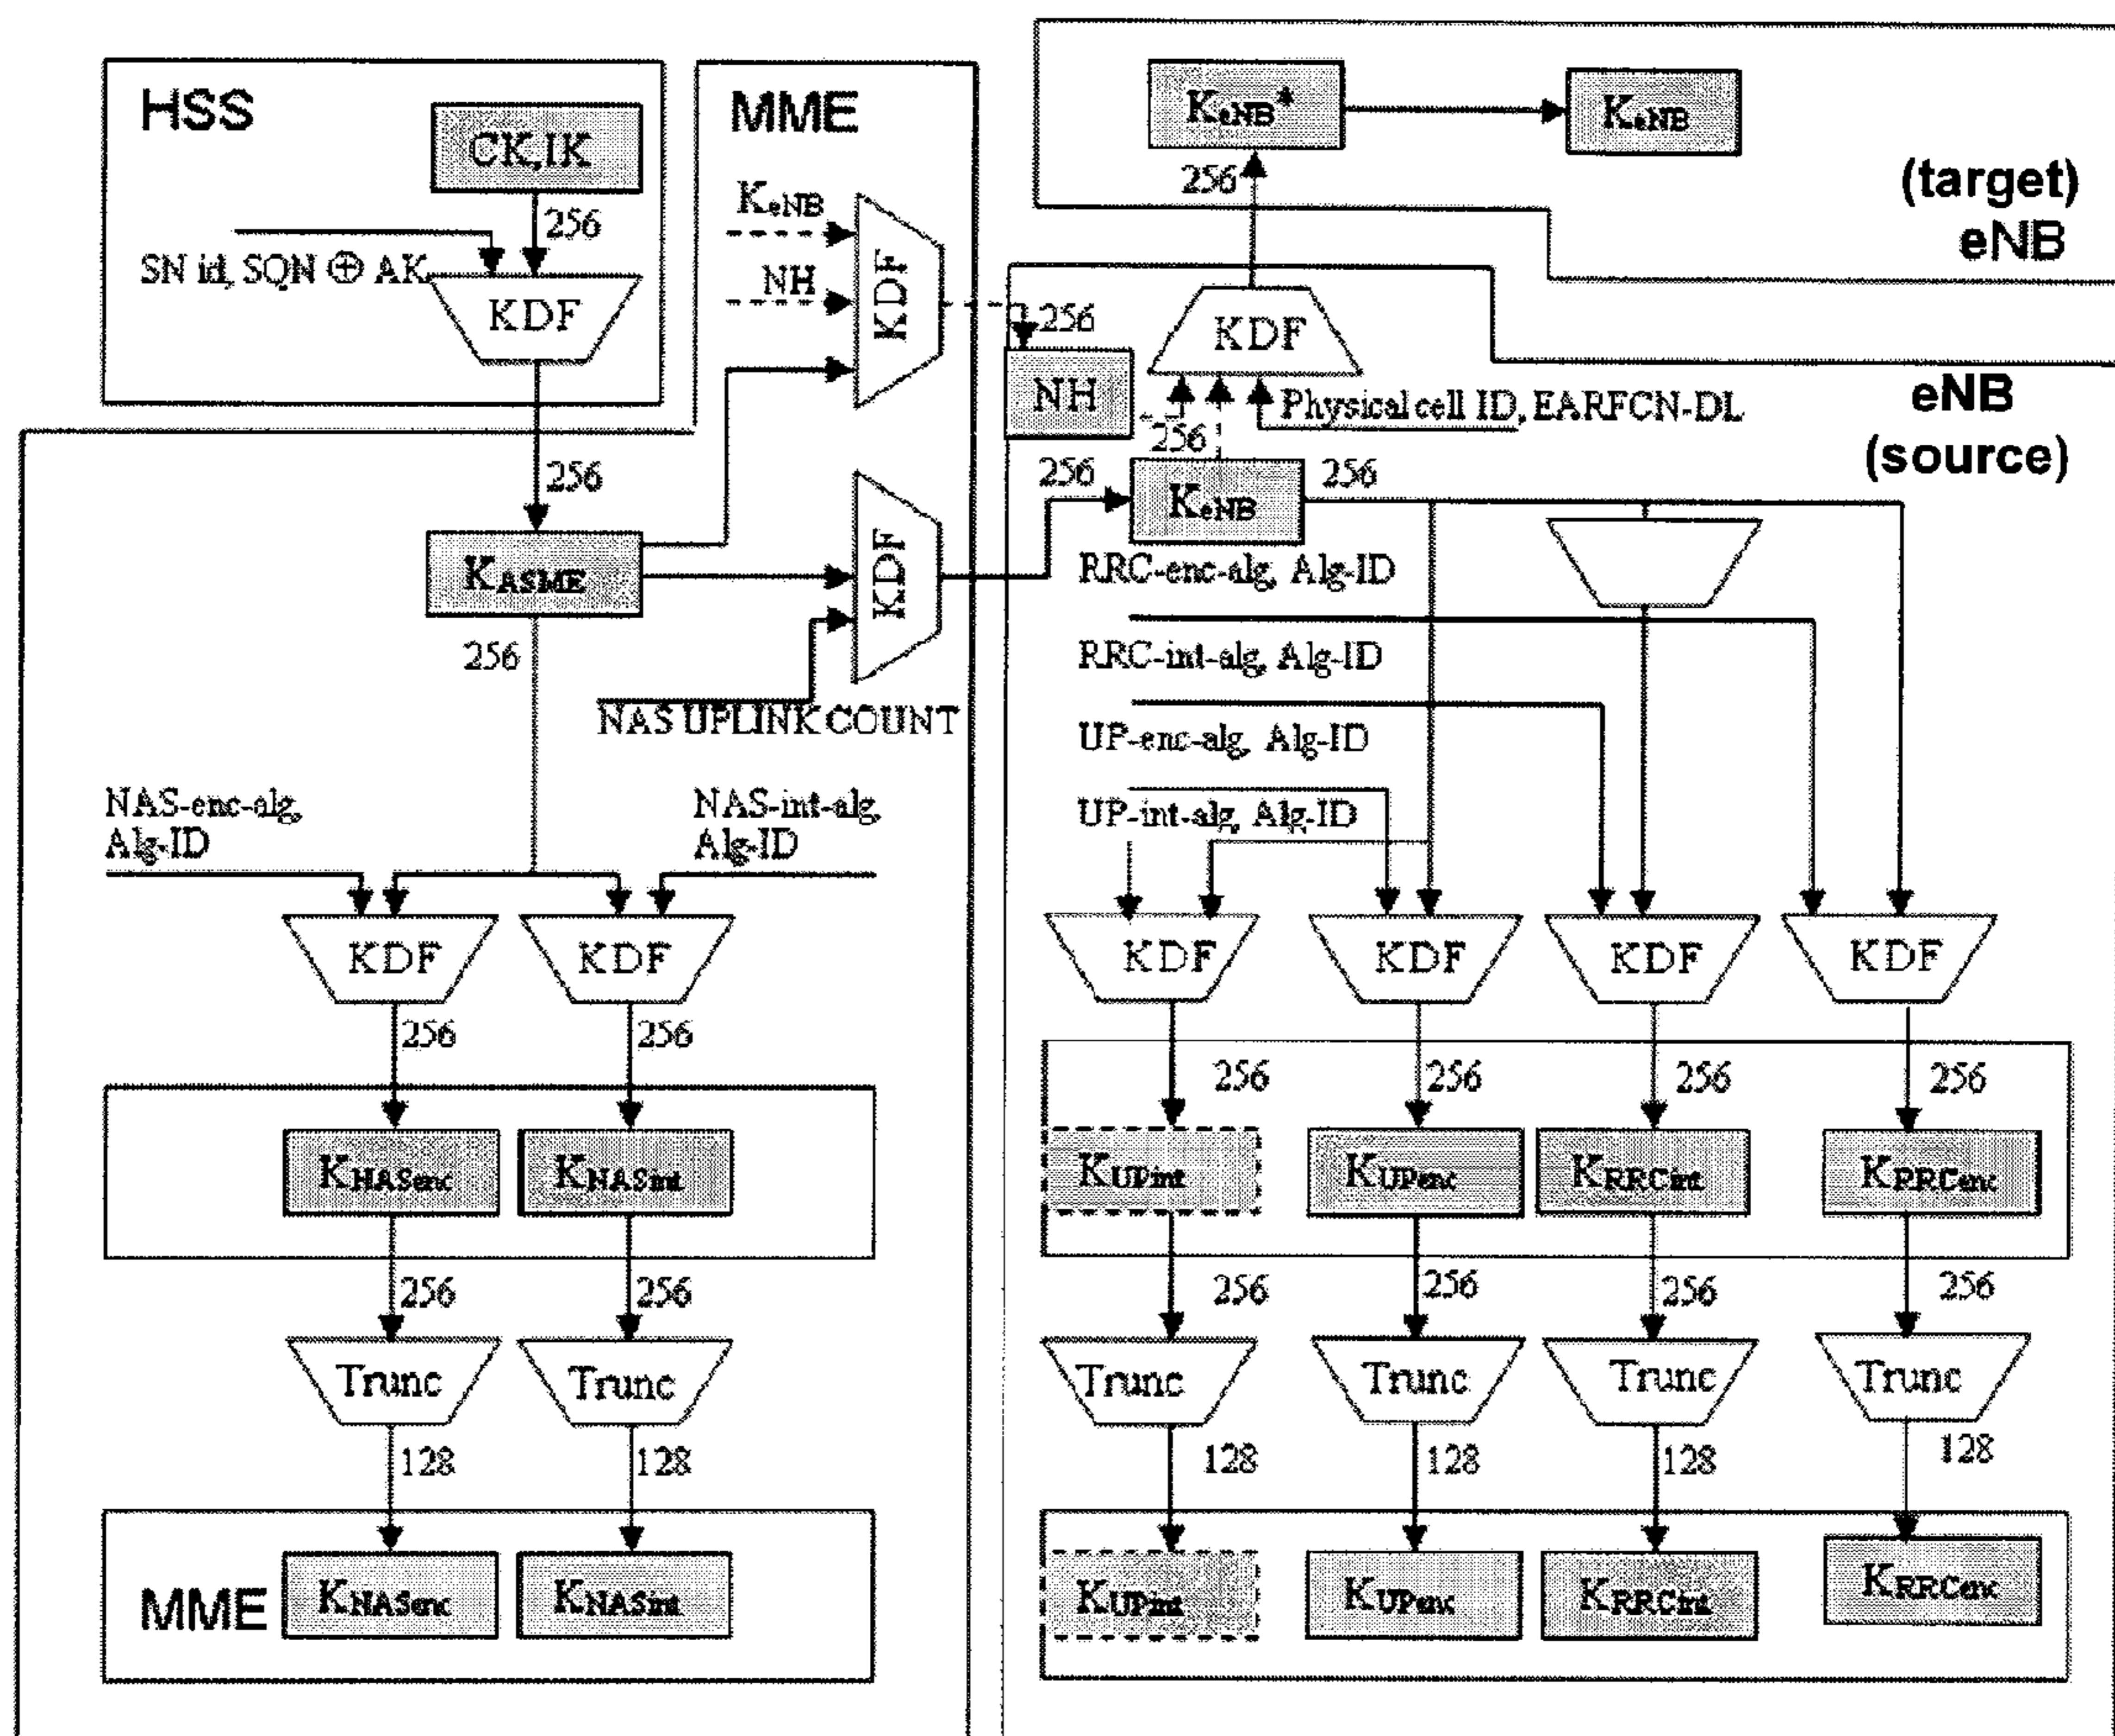 HSS
CK,IK
256
SN id, SQN ⊕ AK
KDF
256
MME
KeNB
NH
KDF
256
KASME
256
KDF
NAS UPLINK COUNT
KeNB*
KeNB
256
(target)
eNB
KDF
NH
256
Physical cell ID, EARFCN-DL
eNB
(source)
256
KeNB
256
RRC-enc-alg, Alg-ID
RRC-int-alg, Alg-ID
UP-enc-alg, Alg-ID
UP-int-alg, Alg-ID
NAS-enc-alg,
Alg-ID
NAS-int-alg,
Alg-ID
KDF KDF KDF KDF KDF KDF
256 256 256 256 256 256
KNASenc KNASint KUPint KUPenc KRRCint KRRCenc
256 256 256 256 256 256
Trunc Trunc Trunc Trunc Trunc Trunc
128 128 128 128 128 128
MME
KNASenc KNASint KUPint KUPenc KRRCint KRRCenc